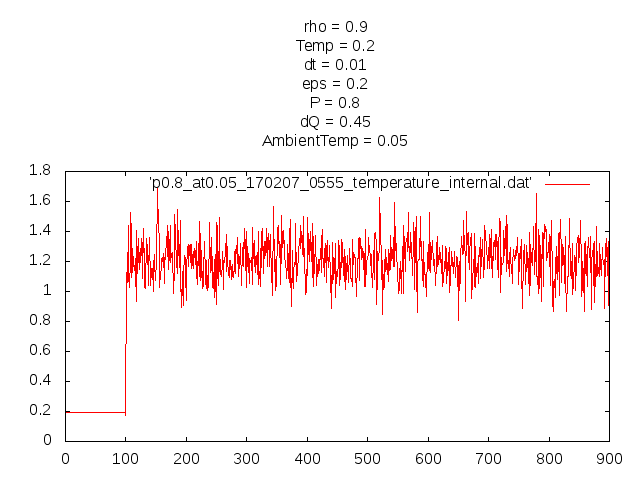 rho = 0.9
Temp = 0.2
dt = 0.01
eps = 0.2
P = 0.8
dQ = 0.45
AmbientTemp = 0.05
'p0.8_at0.05_170207_0555_temperature_internal.dat'
1.8
1.6
1.4
1.2
1
0.8
0.6
0.4
0.2
0
0 100 200 300 400 500 600 700 800 900